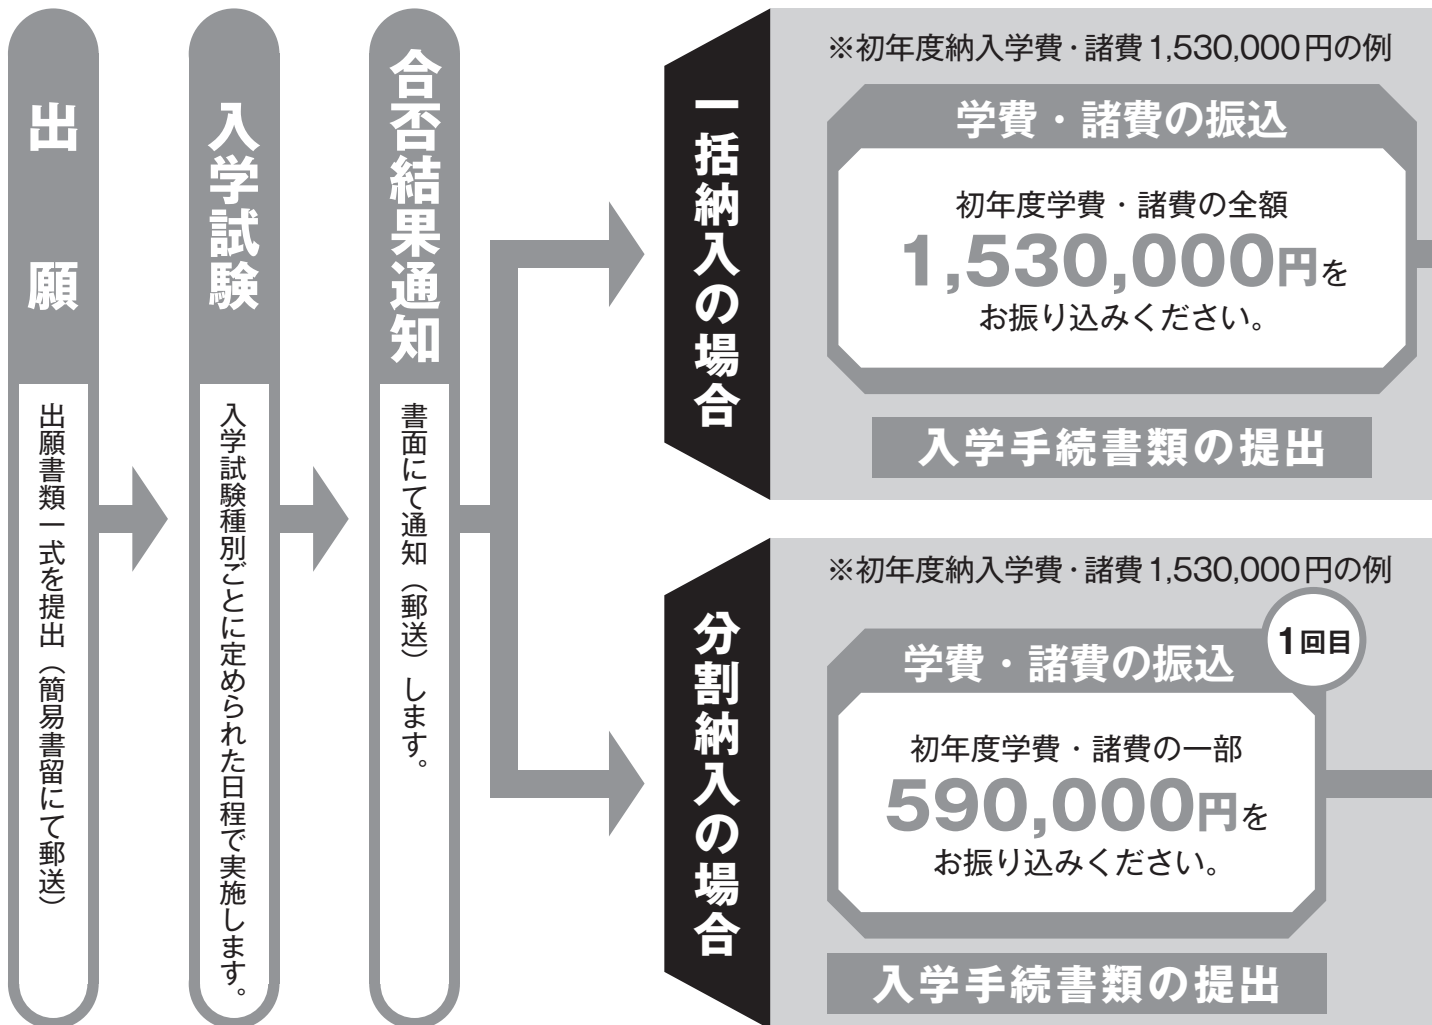 出願
出願書類一式を提出（簡易書留にて郵送）
入学試験
入学試験種別ごとに定められた日程で実施します。
合否結果通知
書面にて通知（郵送）します。
一括納入の場合
※初年度納入学費・諸費1,530,000円の例
学費・諸費の振込
初年度学費・諸費の全額
1,530,000円を
お振り込みください。
入学手続書類の提出
分割納入の場合
※初年度納入学費・諸費1,530,000円の例
1回目
学費・諸費の振込
初年度学費・諸費の一部
590,000円を
お振り込みください。
入学手続書類の提出